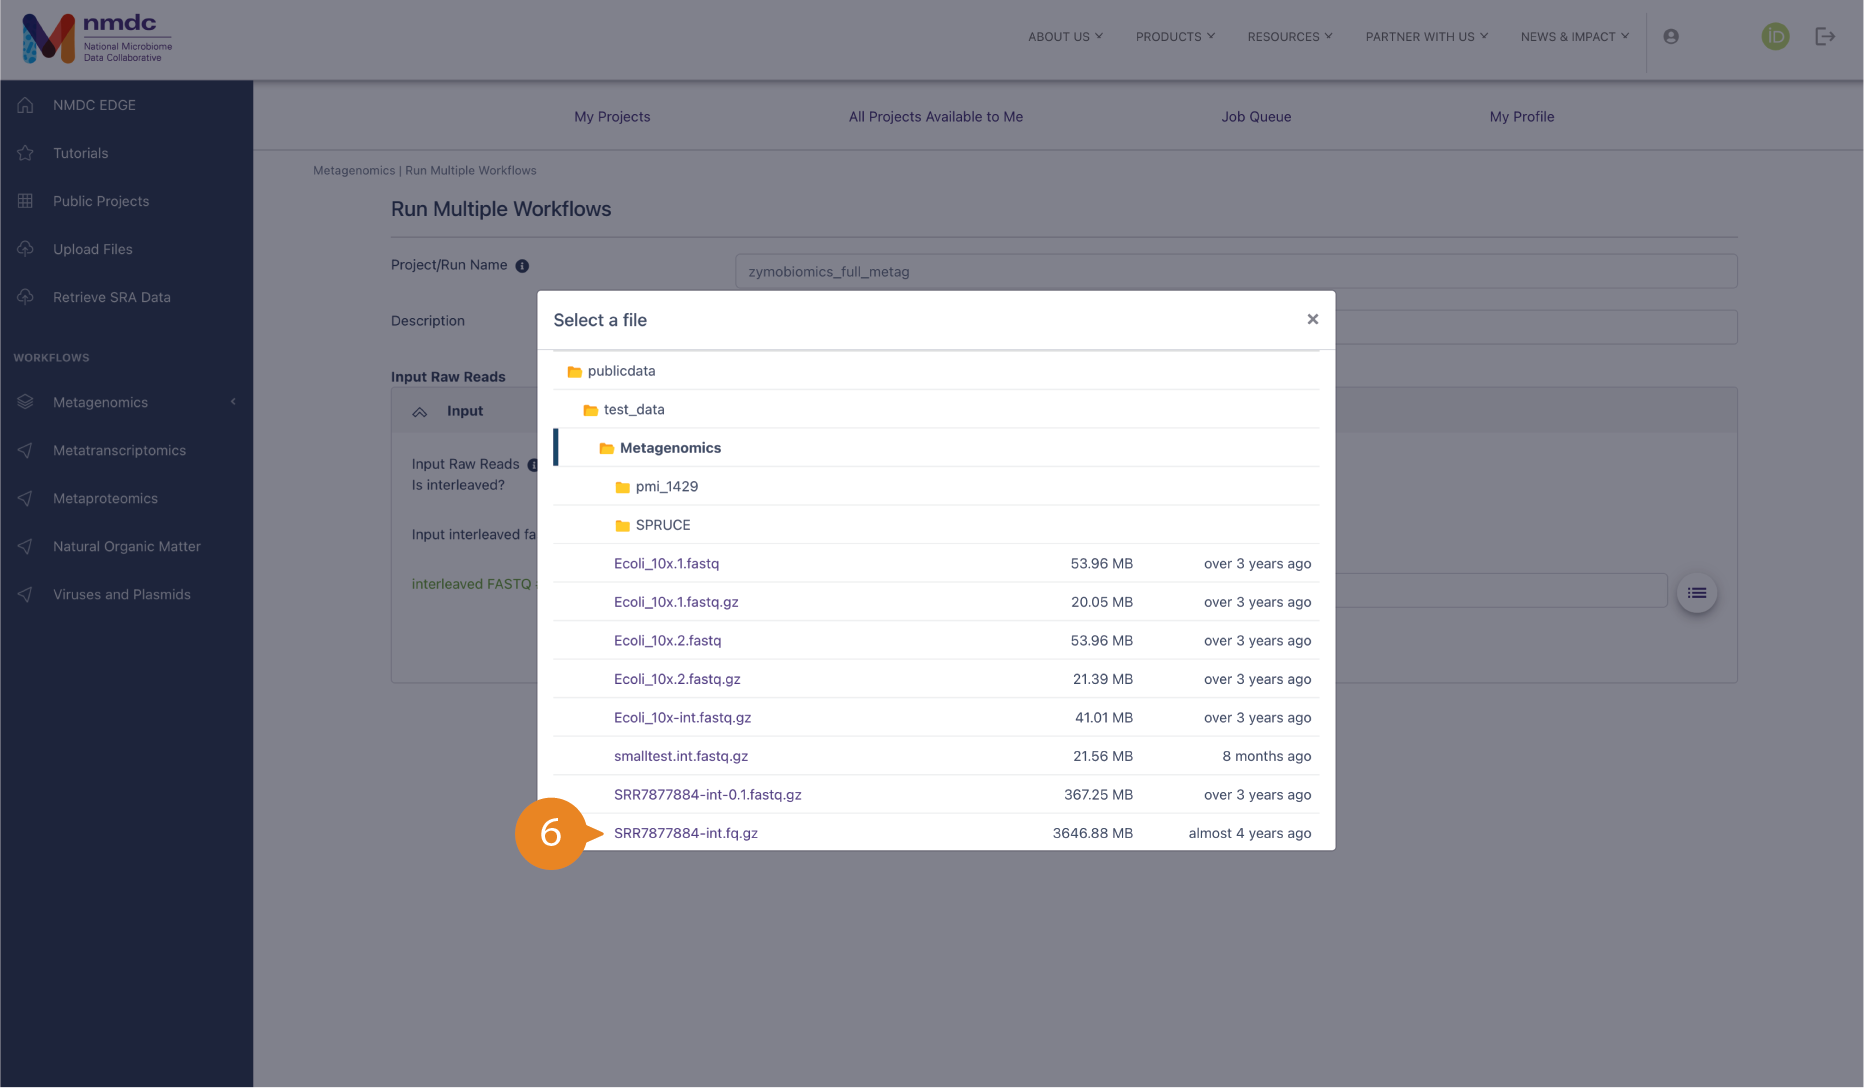 nmdc
National Microbiome
Data Collaborative
ABOUT US
PRODUCTS
RESOURCES
PARTNER WITH US
NEWS & IMPACT
iD
NMDC EDGE
Tutorials
Public Projects
Upload Files
Retrieve SRA Data
WORKFLOWS
Metagenomics
Metatranscriptomics
Metaproteomics
Natural Organic Matter
Viruses and Plasmids
My Projects
All Projects Available to Me
Job Queue
My Profile
Metagenomics | Run Multiple Workflows
Run Multiple Workflows
Project/Run Name
zymobiomics_full_metag
Description
Input Raw Reads
Input
Input Raw Reads
Is interleaved?
Input interleaved fa
interleaved FASTQ
Select a file
×
publicdata
test_data
Metagenomics
pmi_1429
SPRUCE
Ecoli_10x.1.fastq 53.96 MB over 3 years ago
Ecoli_10x.1.fastq.gz 20.05 MB over 3 years ago
Ecoli_10x.2.fastq 53.96 MB over 3 years ago
Ecoli_10x.2.fastq.gz 21.39 MB over 3 years ago
Ecoli_10x-int.fastq.gz 41.01 MB over 3 years ago
smalltest.int.fastq.gz 21.56 MB 8 months ago
SRR7877884-int-0.1.fastq.gz 367.25 MB over 3 years ago
6 SRR7877884-int.fq.gz 3646.88 MB almost 4 years ago